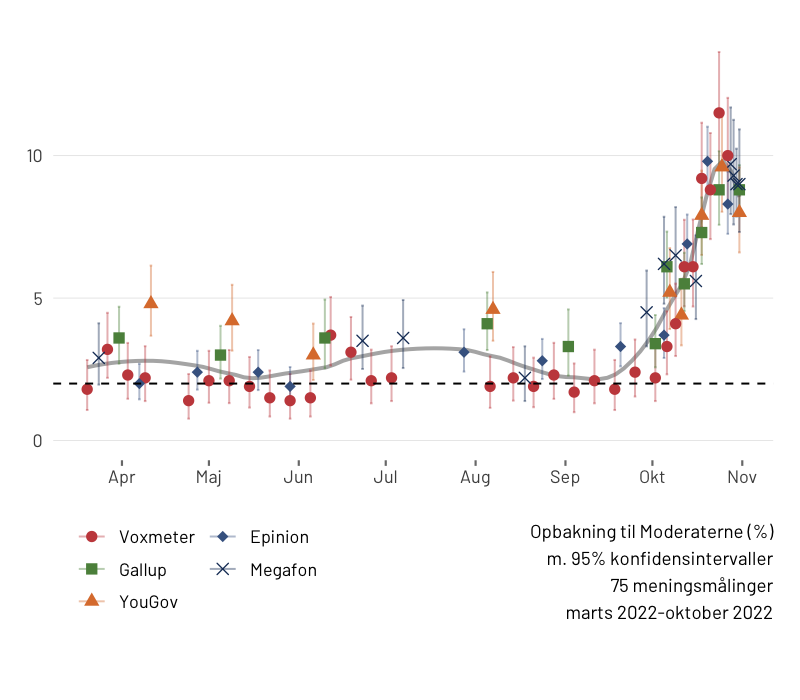 10
5
0
Apr Maj Jun Jul Aug Sep Okt Nov
Voxmeter Epinion
Gallup Megafon
YouGov
Opbakning til Moderaterne (%)
m. 95% konfidensintervaller
75 meningsmålinger
marts 2022-oktober 2022